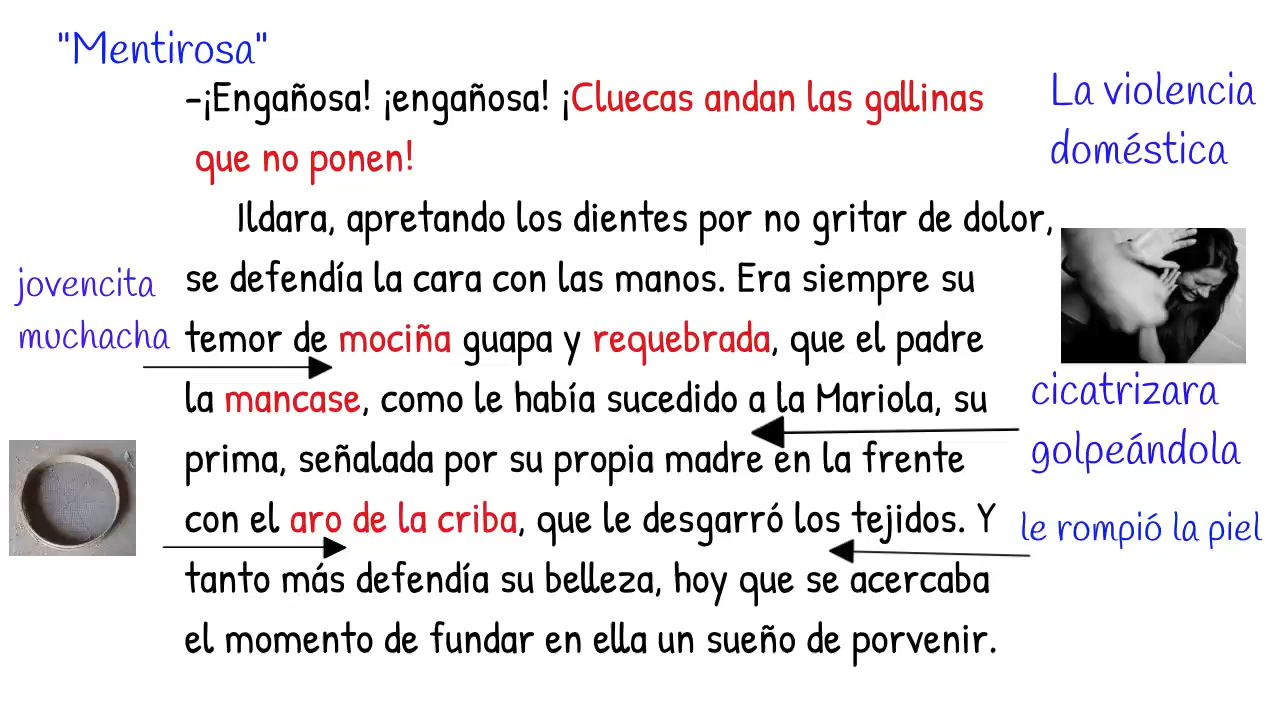 "Mentirosa"
-¡Engañosa! ¡engañosa! ¡Cluecas andan las gallinas
que no ponen!
Ildara, apretando los dientes por no gritar de dolor,
se defendía la cara con las manos. Era siempre su
temor de mociña guapa y requebrada, que el padre
la mancase, como le había sucedido a la Mariola, su
prima, señalada por su propia madre en la frente
con el aro de la criba, que le desgarró los tejidos. Y
tanto más defendía su belleza, hoy que se acercaba
el momento de fundar en ella un sueño de porvenir.
jovencita
muchacha
La violencia
doméstica
cicatrizara
golpeándola
le rompió la piel